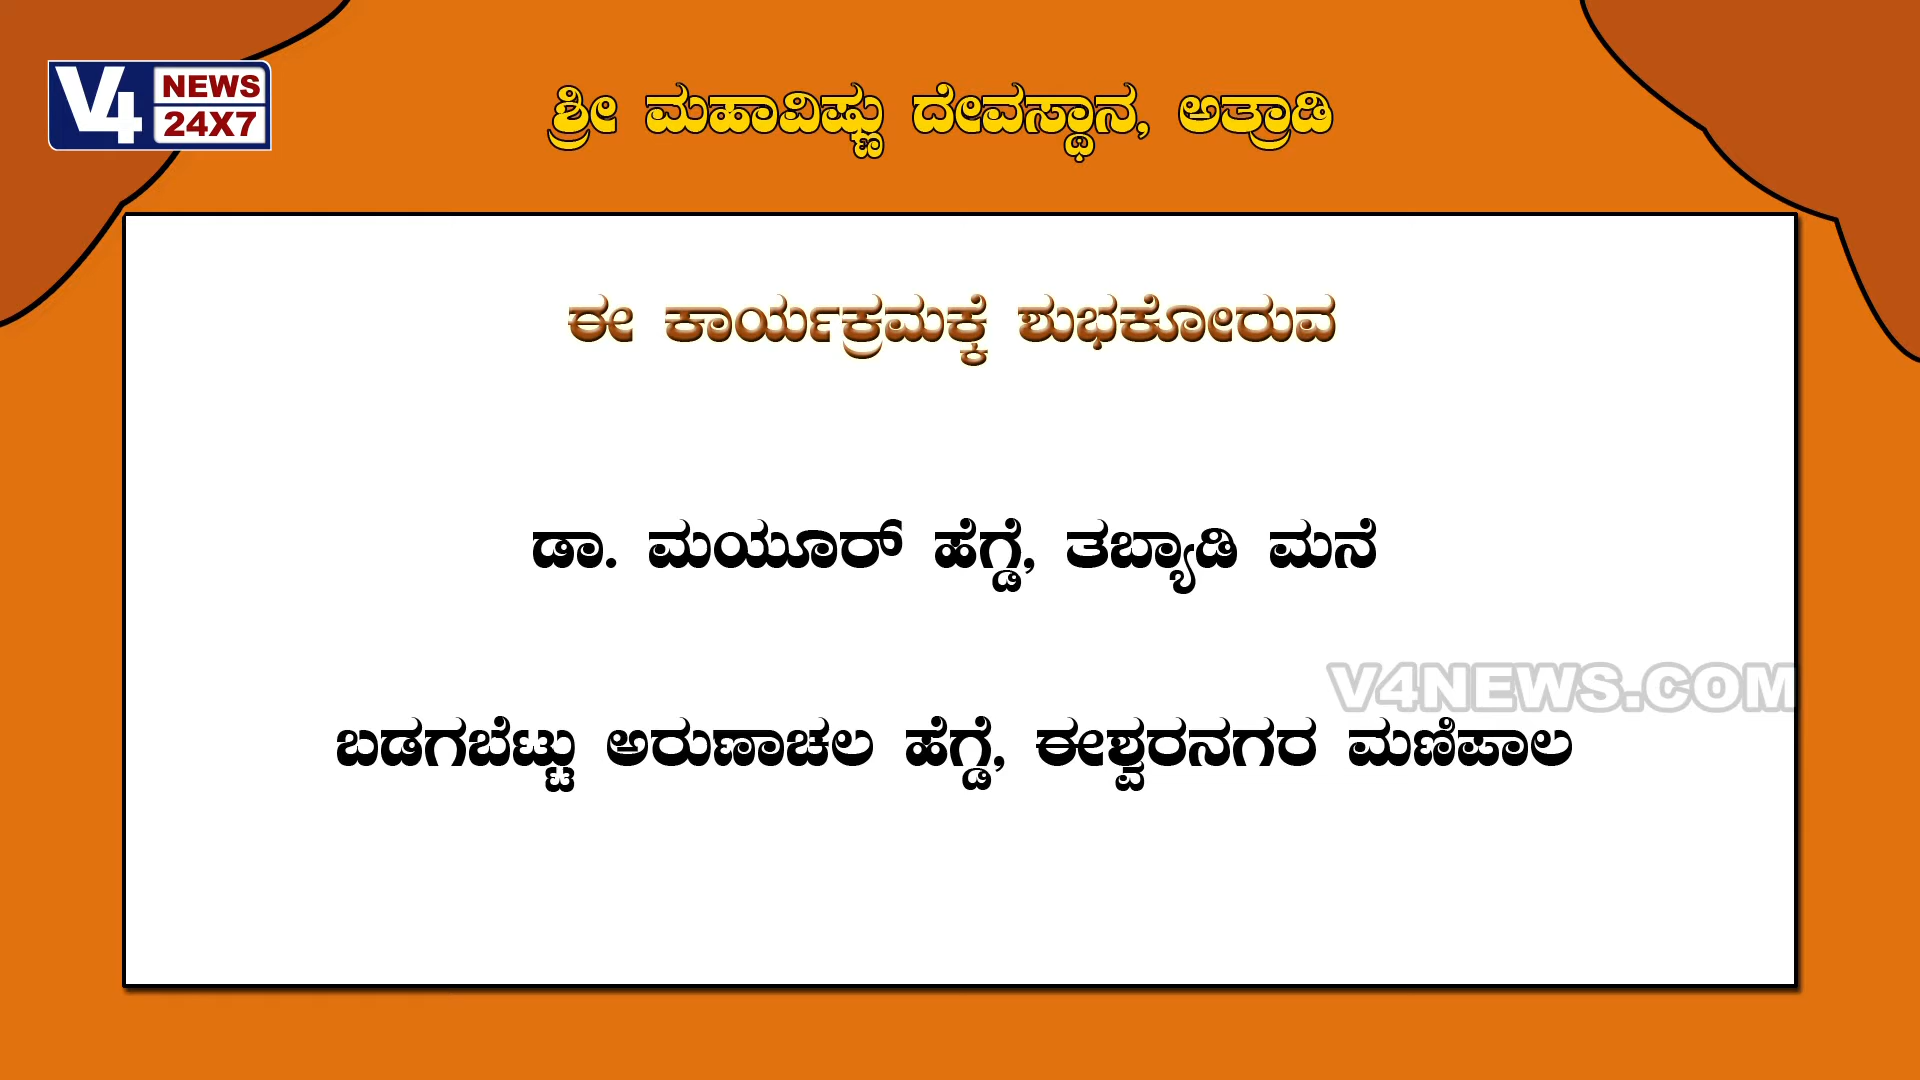 V4 NEWS 24X7
ಶ್ರೀ ಮಹಾವಿಷ್ಣು ದೇವಸ್ಥಾನ, ಅತ್ರಾಡಿ
ಈ ಕಾರ್ಯಕ್ರಮಕ್ಕೆ ಶುಭಕೋರುವ
ಡಾ. ಮಯೂರ್ ಹೆಗ್ಡೆ, ತಬ್ಯಾಡಿ ಮನೆ
V4NEWS.COM
ಬಡಗಬೆಟ್ಟು ಅರುಣಾಚಲ ಹೆಗ್ಡೆ, ಈಶ್ವರನಗರ ಮಣಿಪಾಲ